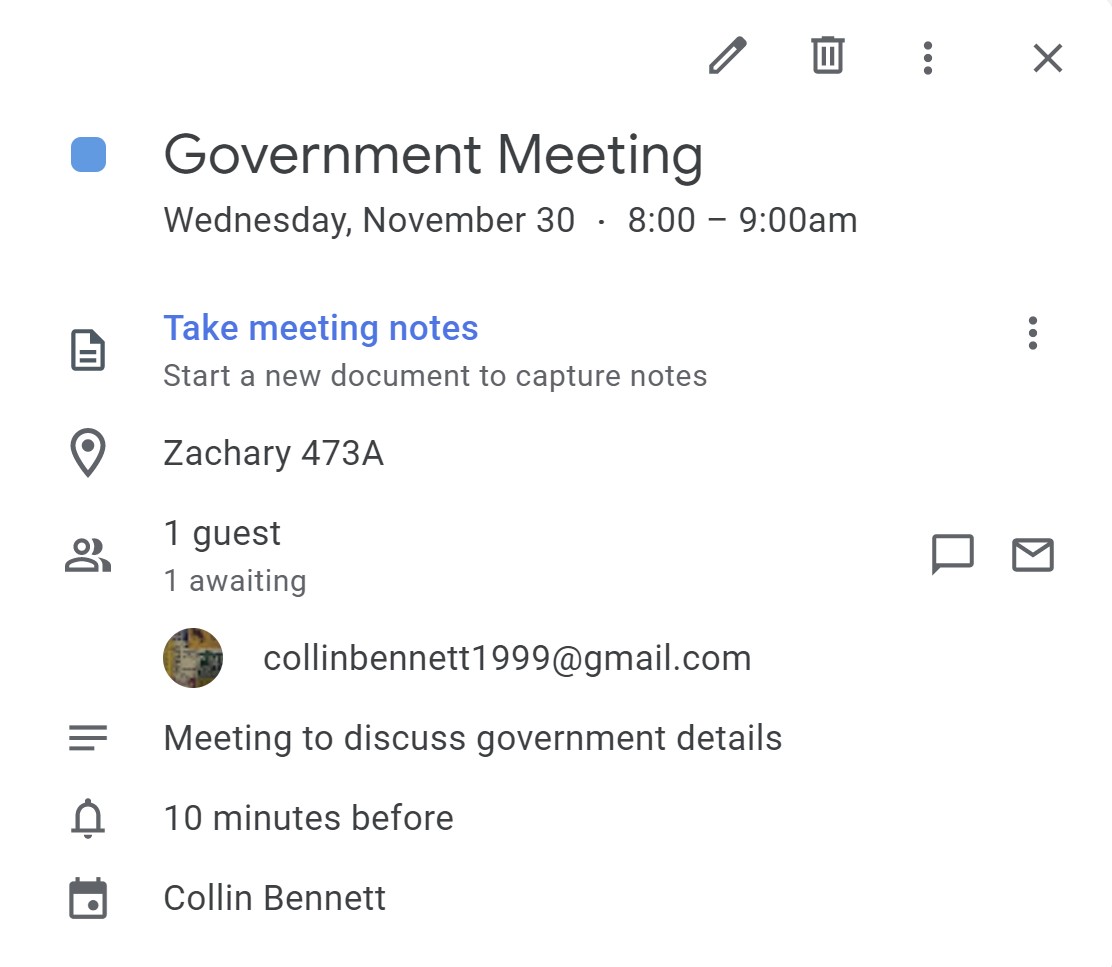 Government Meeting
Wednesday, November 30 · 8:00 – 9:00am
Take meeting notes
Start a new document to capture notes
Zachary 473A
1 guest
1 awaiting
collinbennett1999@gmail.com
Meeting to discuss government details
10 minutes before
Collin Bennett